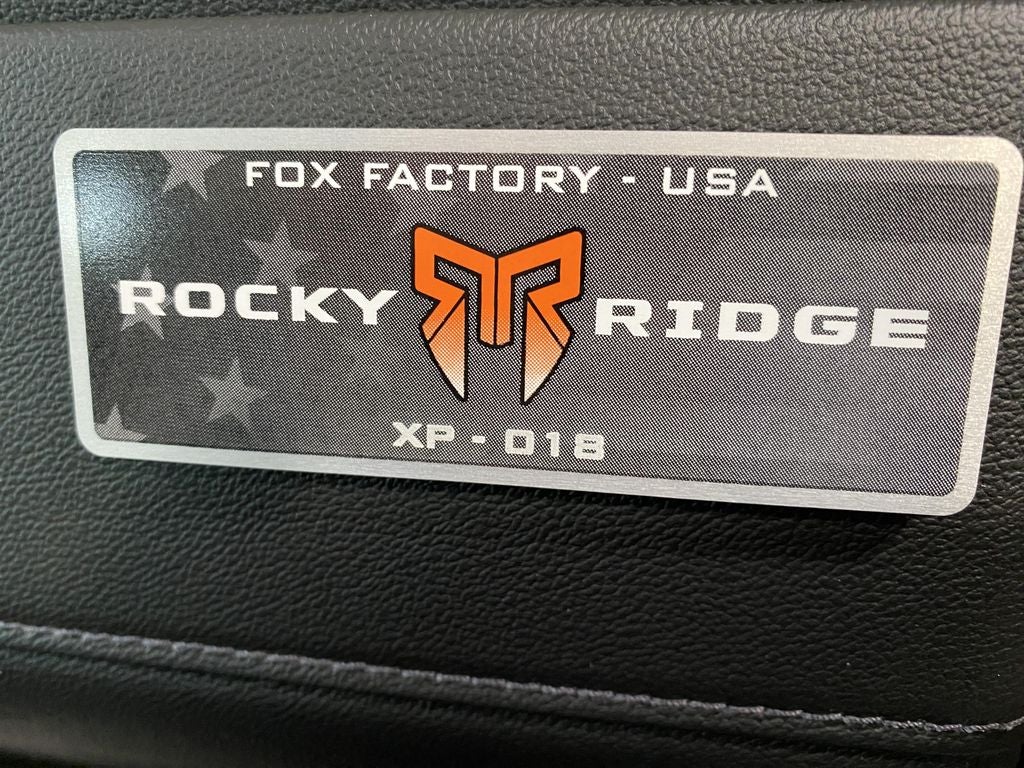 FOX FACTORY - USA
ROCKY RIDGE
XP - 018